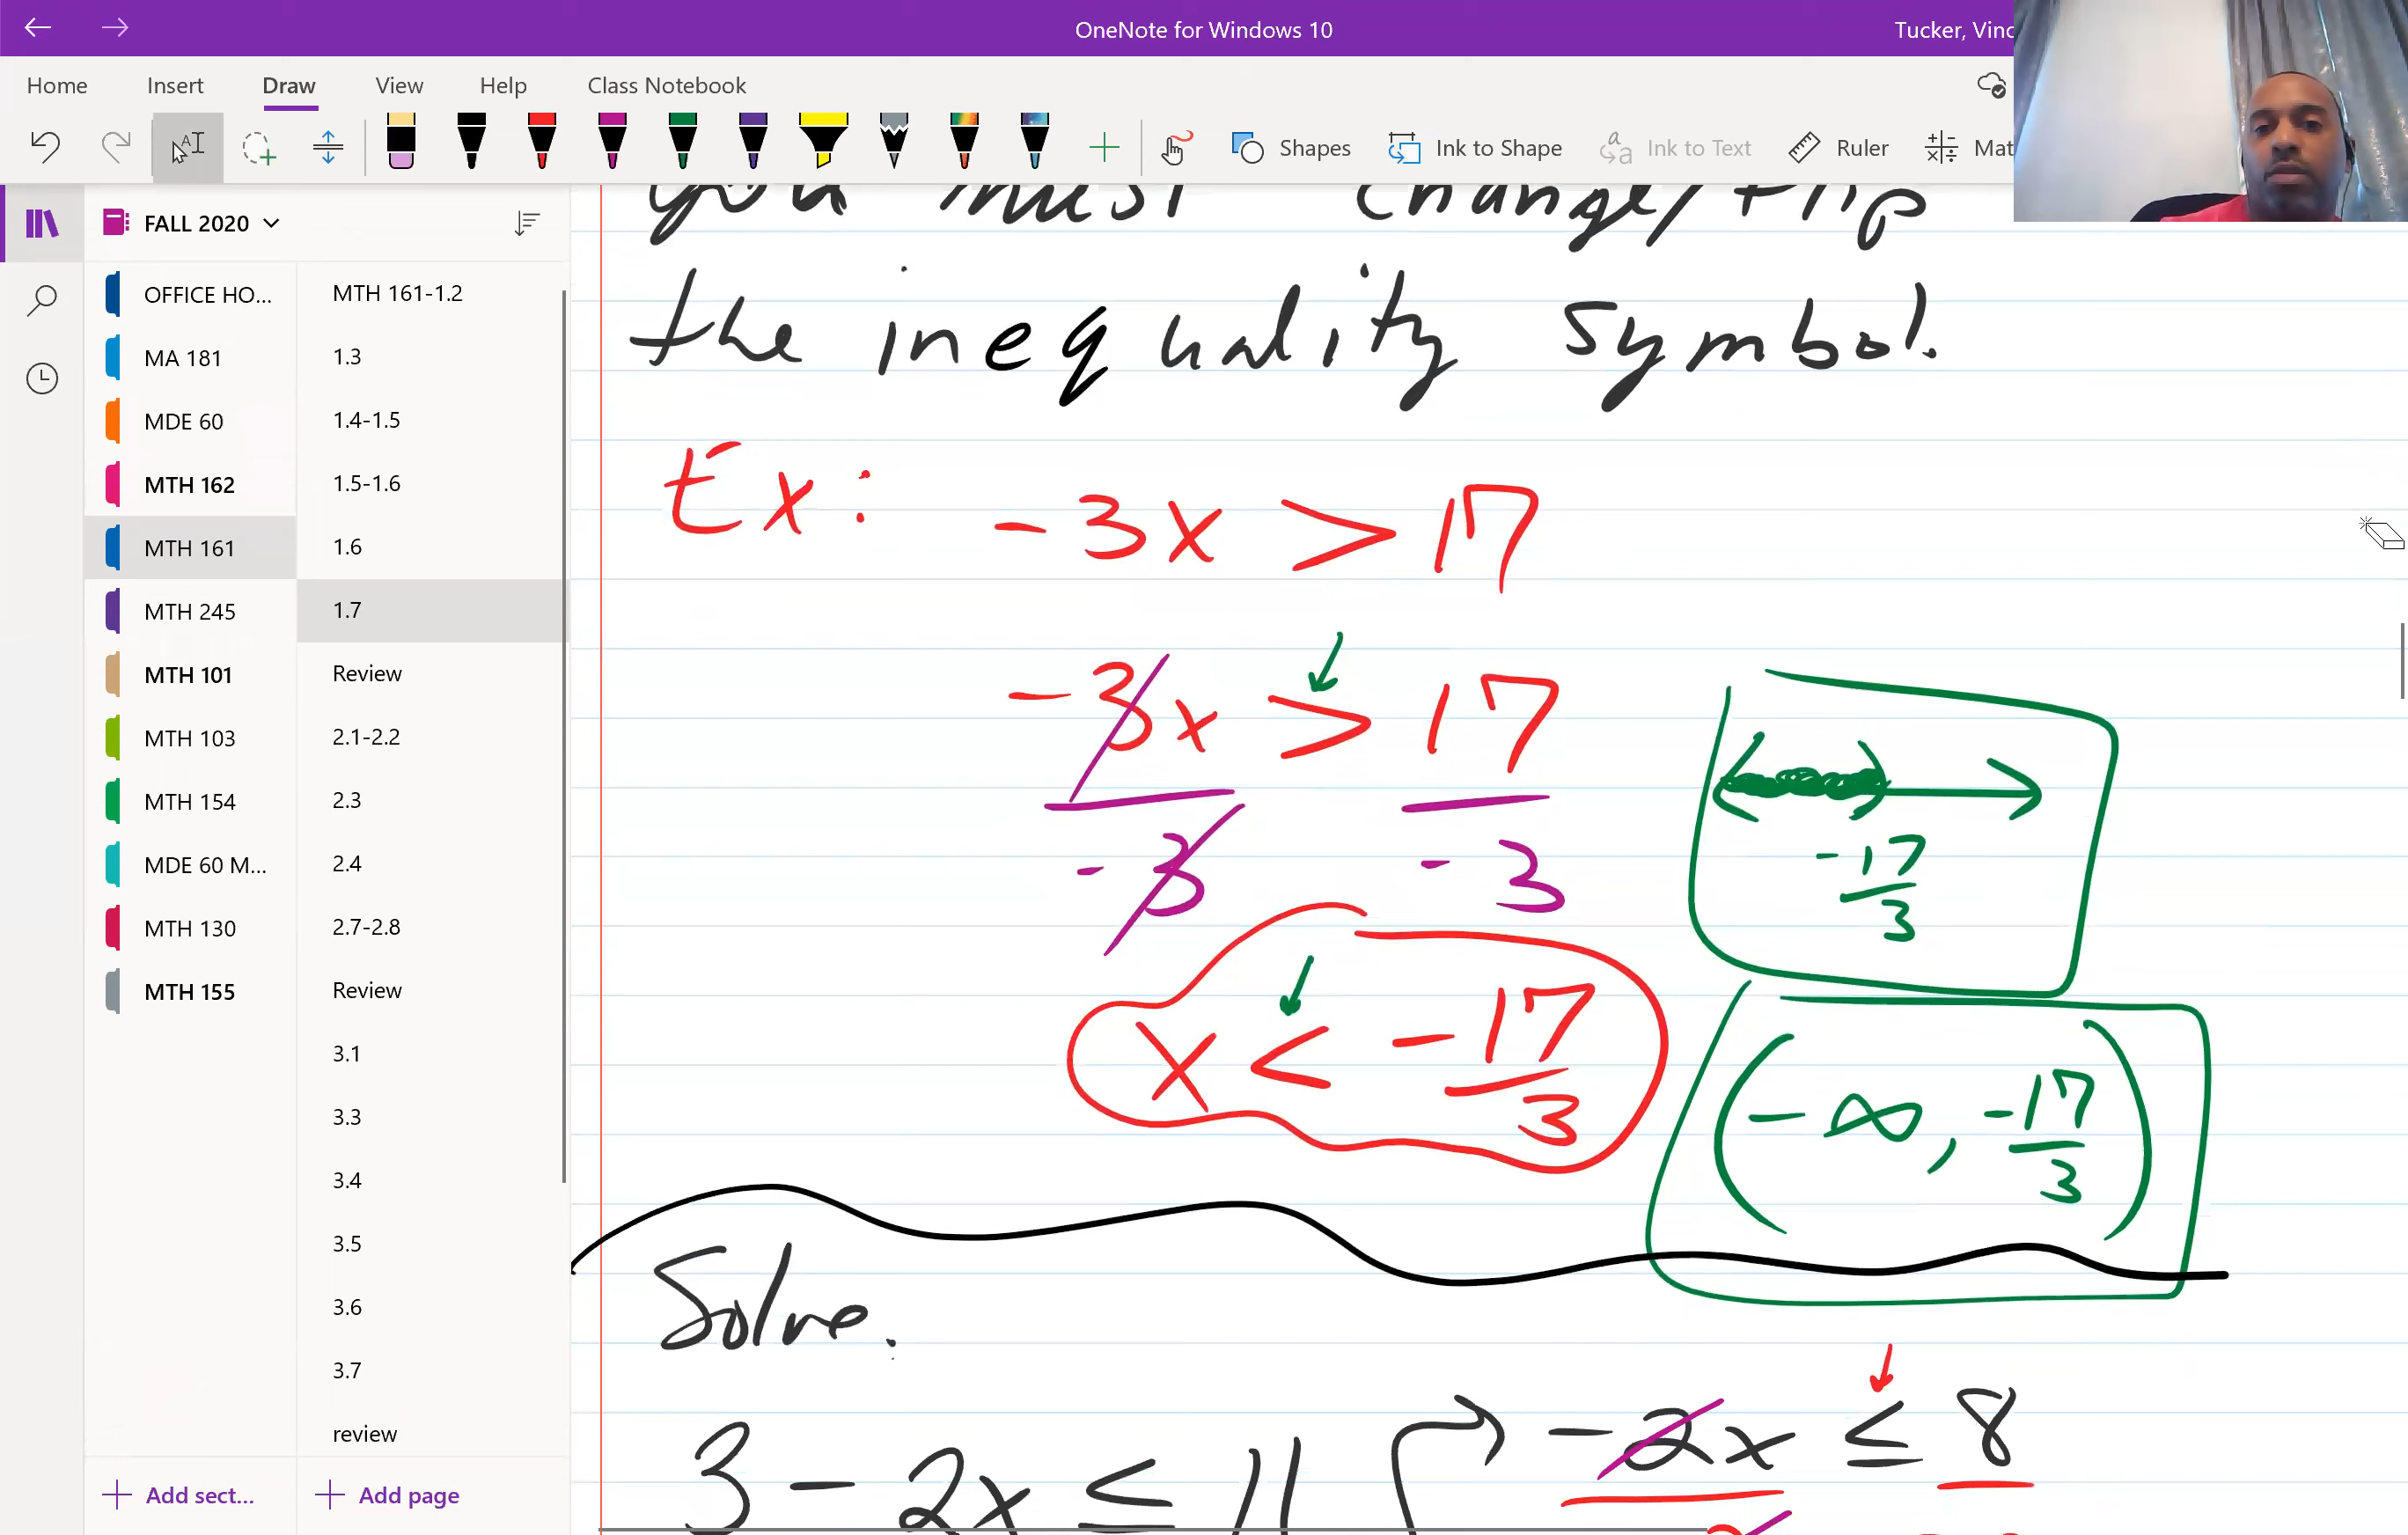 OneNote for Windows 10
Tucker, Vinc
Home Insert Draw View Help Class Notebook
Shapes Ink to Shape Ink to Text Ruler Mat
FALL 2020
OFFICE HO...
MA 181
MDE 60
MTH 162
MTH 161
MTH 245
MTH 101
MTH 103
MTH 154
MDE 60 M...
MTH 130
MTH 155
Add sect...
MTH 161-1.2
1.3
1.4-1.5
1.5-1.6
1.6
1.7
Review
2.1-2.2
2.3
2.4
2.7-2.8
Review
3.1
3.3
3.4
3.5
3.6
3.7
review
Add page
you must change/flip
the inequality symbol.
Ex: -3x > 17
-3x > 17
-3 -3
x < -17/3
-17/3
(-∞, -17/3)
Solve.
3 - 2x ≤ 11
-2x ≤ 8